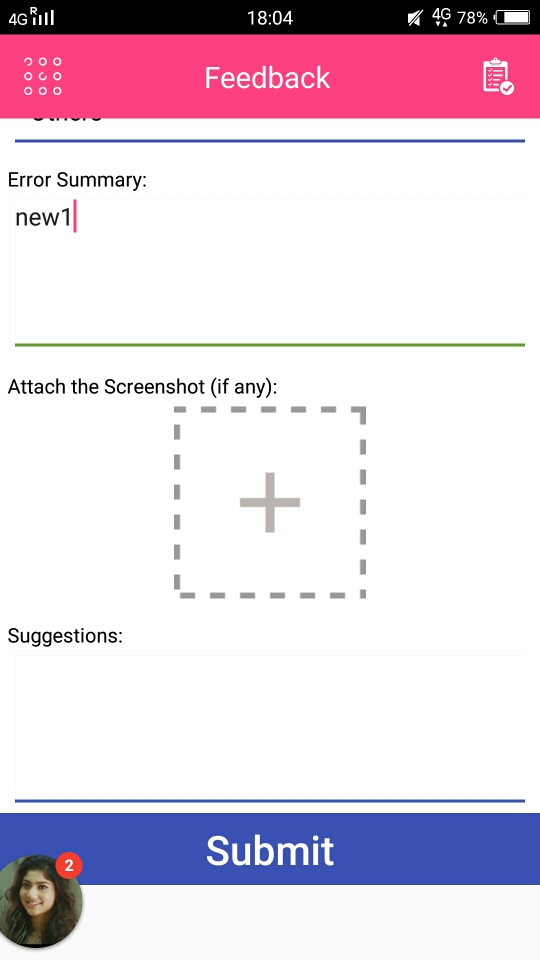 4G R 18:04 4G 78%
Feedback
Others
Error Summary:
new1
Attach the Screenshot (if any):
Suggestions:
Submit
2